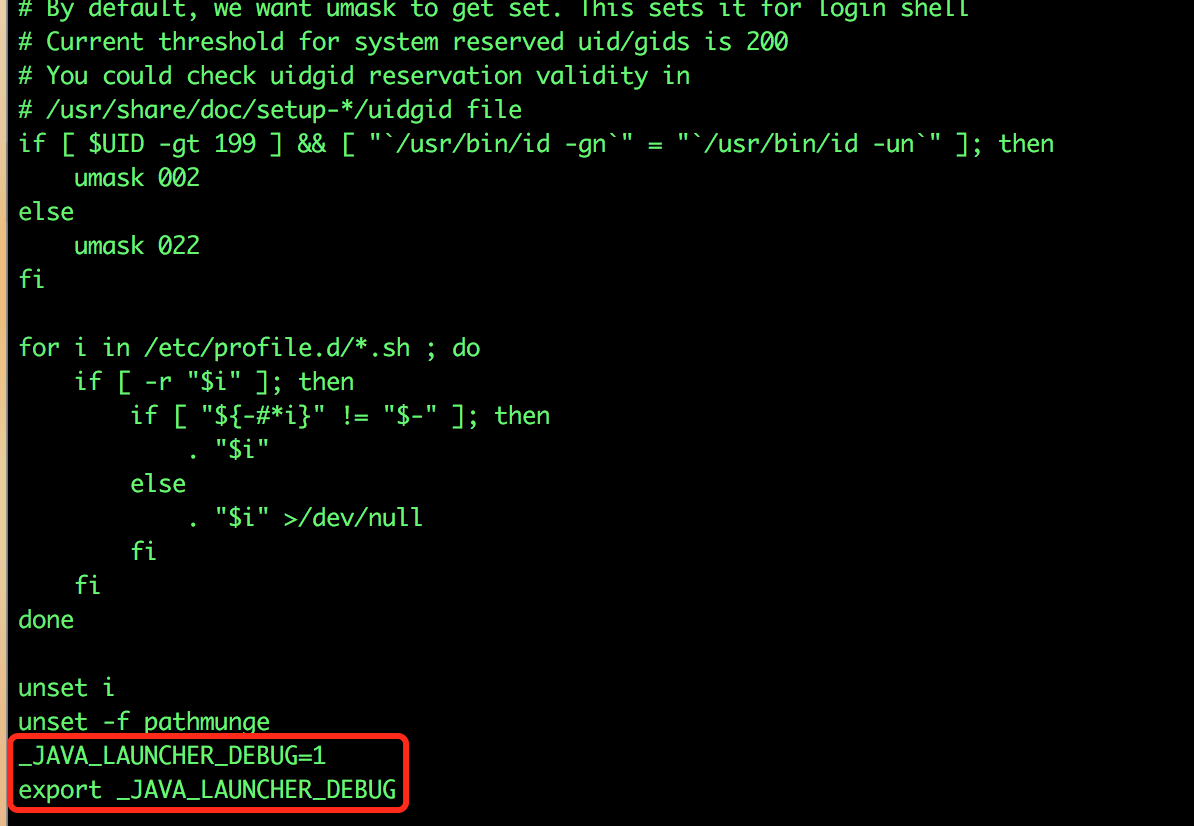 # By default, we want umask to get set. This sets it for login shell
# Current threshold for system reserved uid/gids is 200
# You could check uidgid reservation validity in
# /usr/share/doc/setup-*/uidgid file
if [ $UID -gt 199 ] && [ "`/usr/bin/id -gn`" = "`/usr/bin/id -un`" ]; then
    umask 002
else
    umask 022
fi

for i in /etc/profile.d/*.sh ; do
    if [ -r "$i" ]; then
        if [ "${-#*i}" != "$-" ]; then
            . "$i"
        else
            . "$i" >/dev/null
        fi
    fi
done

unset i
unset -f pathmunge
_JAVA_LAUNCHER_DEBUG=1
export _JAVA_LAUNCHER_DEBUG